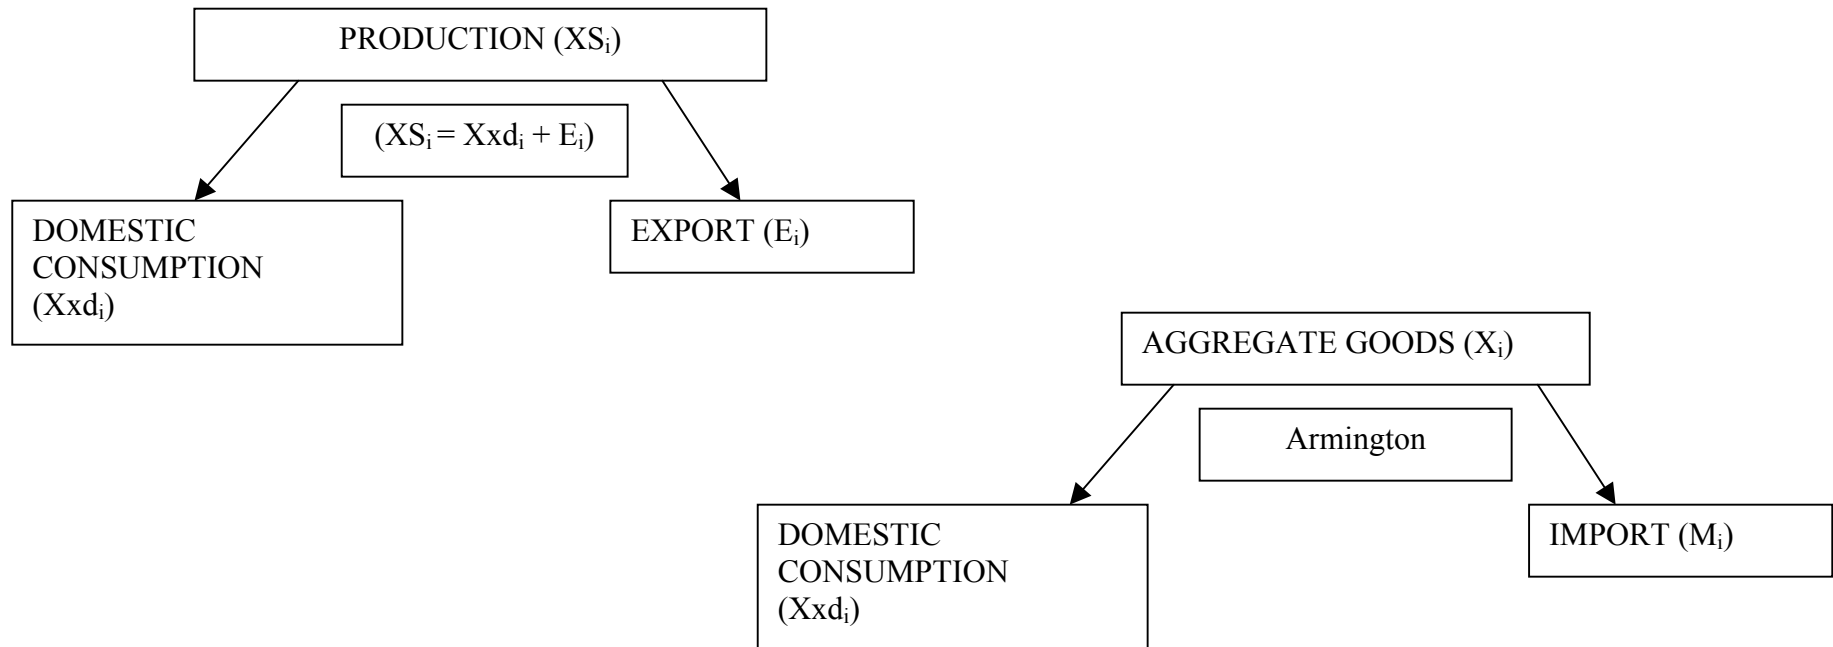 PRODUCTION (XSᵢ)
(XSᵢ = Xxdᵢ + Eᵢ)
DOMESTIC
CONSUMPTION
(Xxdᵢ)
EXPORT (Eᵢ)
AGGREGATE GOODS (Xᵢ)
Armington
DOMESTIC
CONSUMPTION
(Xxdᵢ)
IMPORT (Mᵢ)